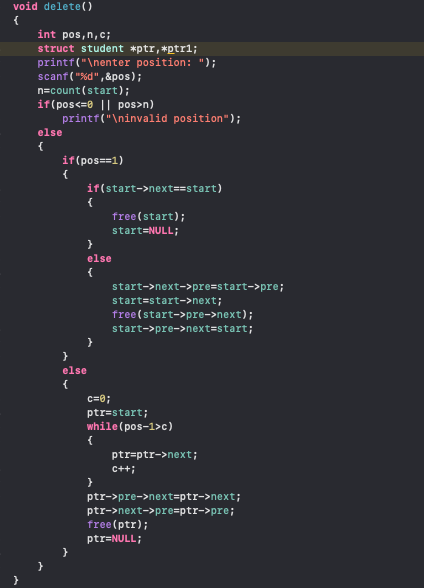 void delete()
{
    int pos,n,c;
    struct student *ptr,*ptr1;
    printf("\nenter position: ");
    scanf("%d",&pos);
    n=count(start);
    if(pos<=0 || pos>n)
        printf("\ninvalid position");
    else
    {
        if(pos==1)
        {
            if(start->next==start)
            {
                free(start);
                start=NULL;
            }
            else
            {
                start->next->pre=start->pre;
                start=start->next;
                free(start->pre->next);
                start->pre->next=start;
            }
        }
        else
        {
            c=0;
            ptr=start;
            while(pos-1>c)
            {
                ptr=ptr->next;
                c++;
            }
            ptr->pre->next=ptr->next;
            ptr->next->pre=ptr->pre;
            free(ptr);
            ptr=NULL;
        }
    }
}